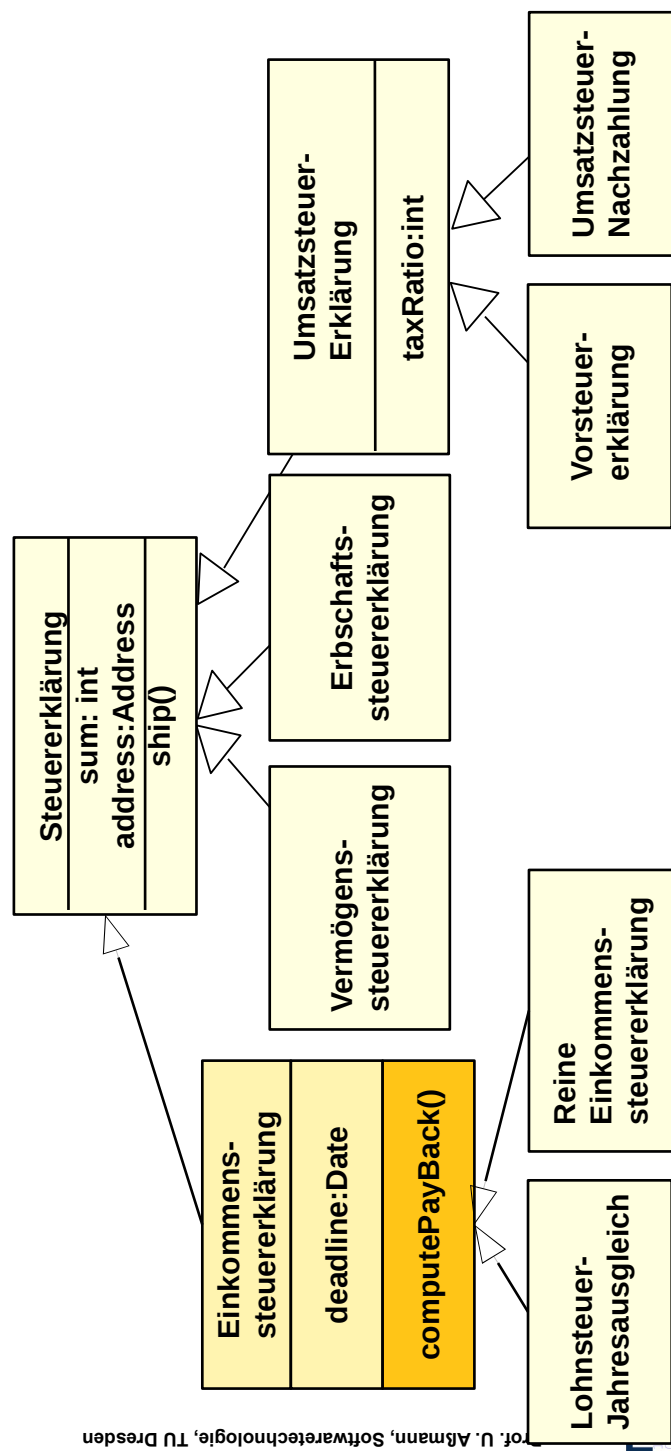 Steuererklärung
sum: int
address:Address
ship()
Einkommens-
steuererklärung
deadline:Date
computePayBack()
Vermögens-
steuererklärung
Erbschafts-
steuererklärung
Umsatzsteuer-
Erklärung
taxRatio:int
Lohnsteuer-
Jahresausgleich
Reine
Einkommens-
steuererklärung
Vorsteuer-
erklärung
Umsatzsteuer-
Nachzahlung
U. Aßmann, Softwaretechnologie, TU Dresden